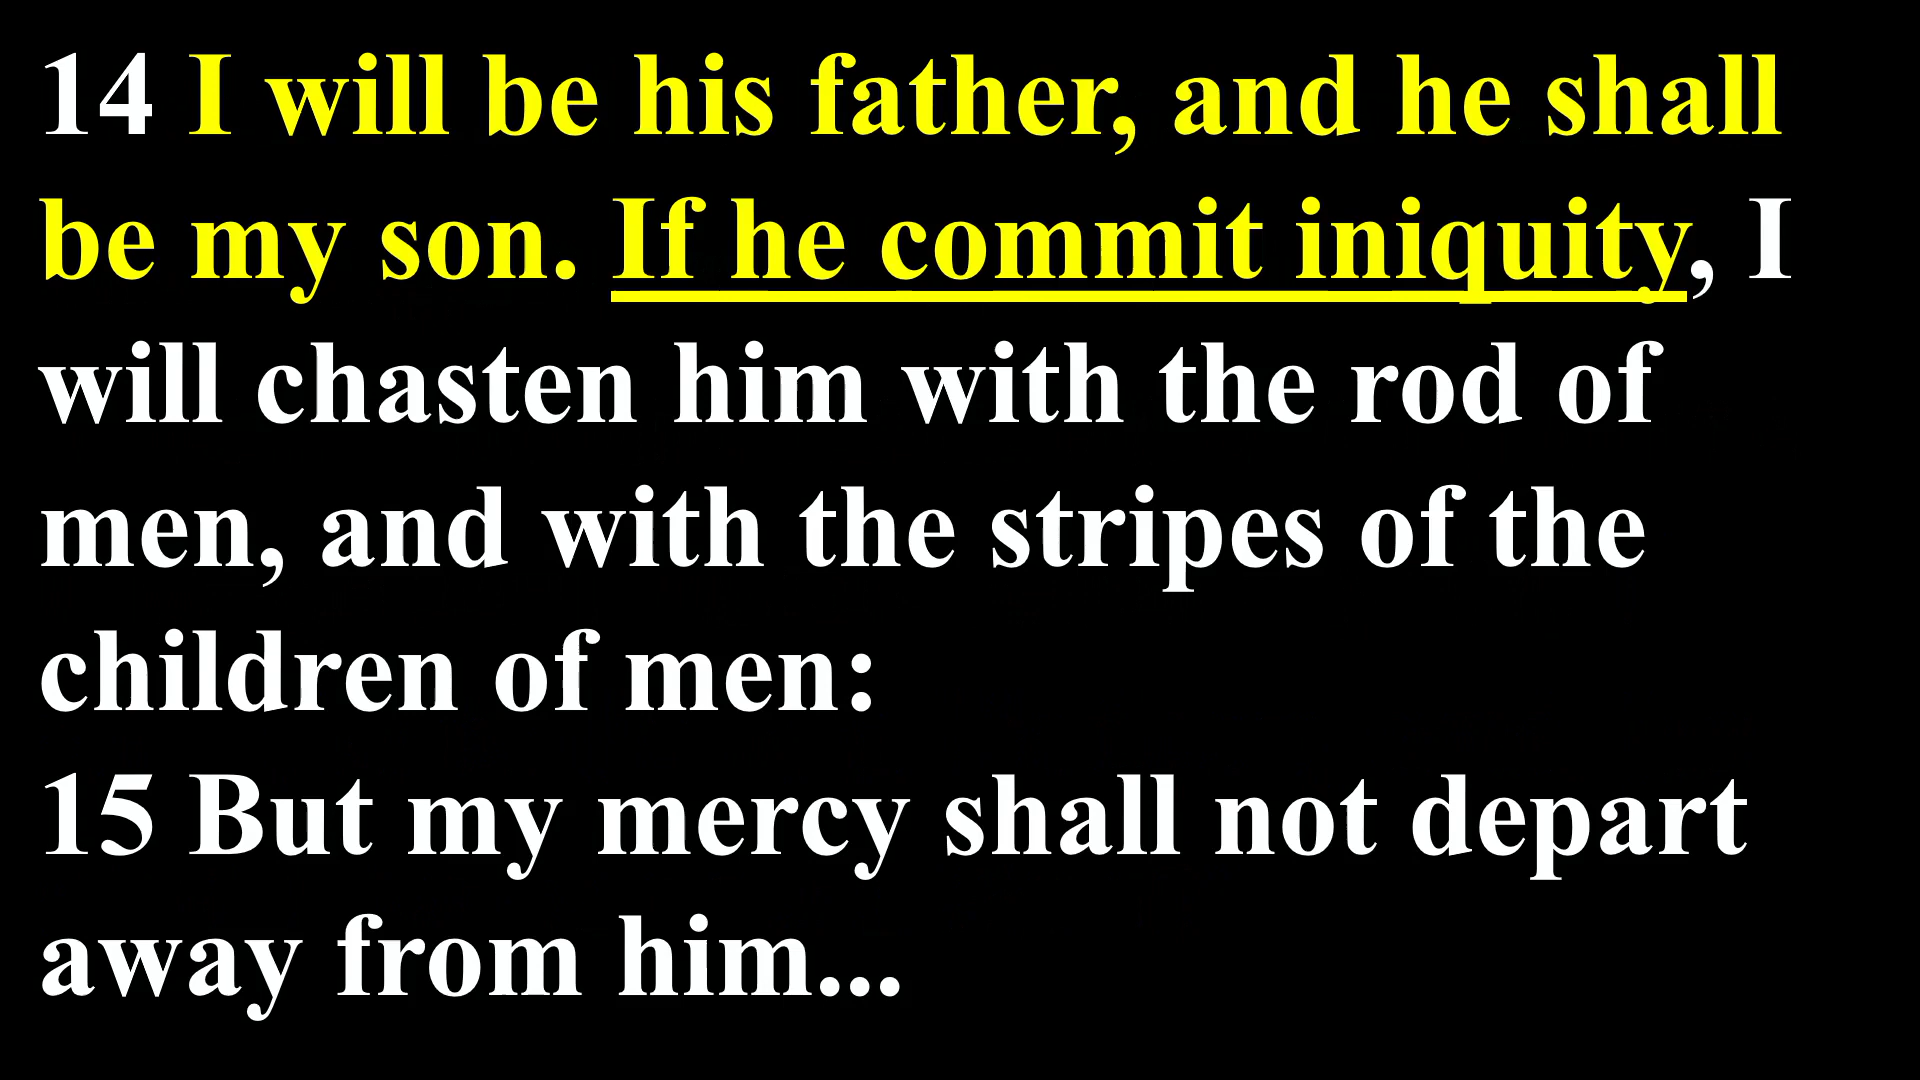 14 I will be his father, and he shall
be my son. If he commit iniquity, I
will chasten him with the rod of
men, and with the stripes of the
children of men:
15 But my mercy shall not depart
away from him...